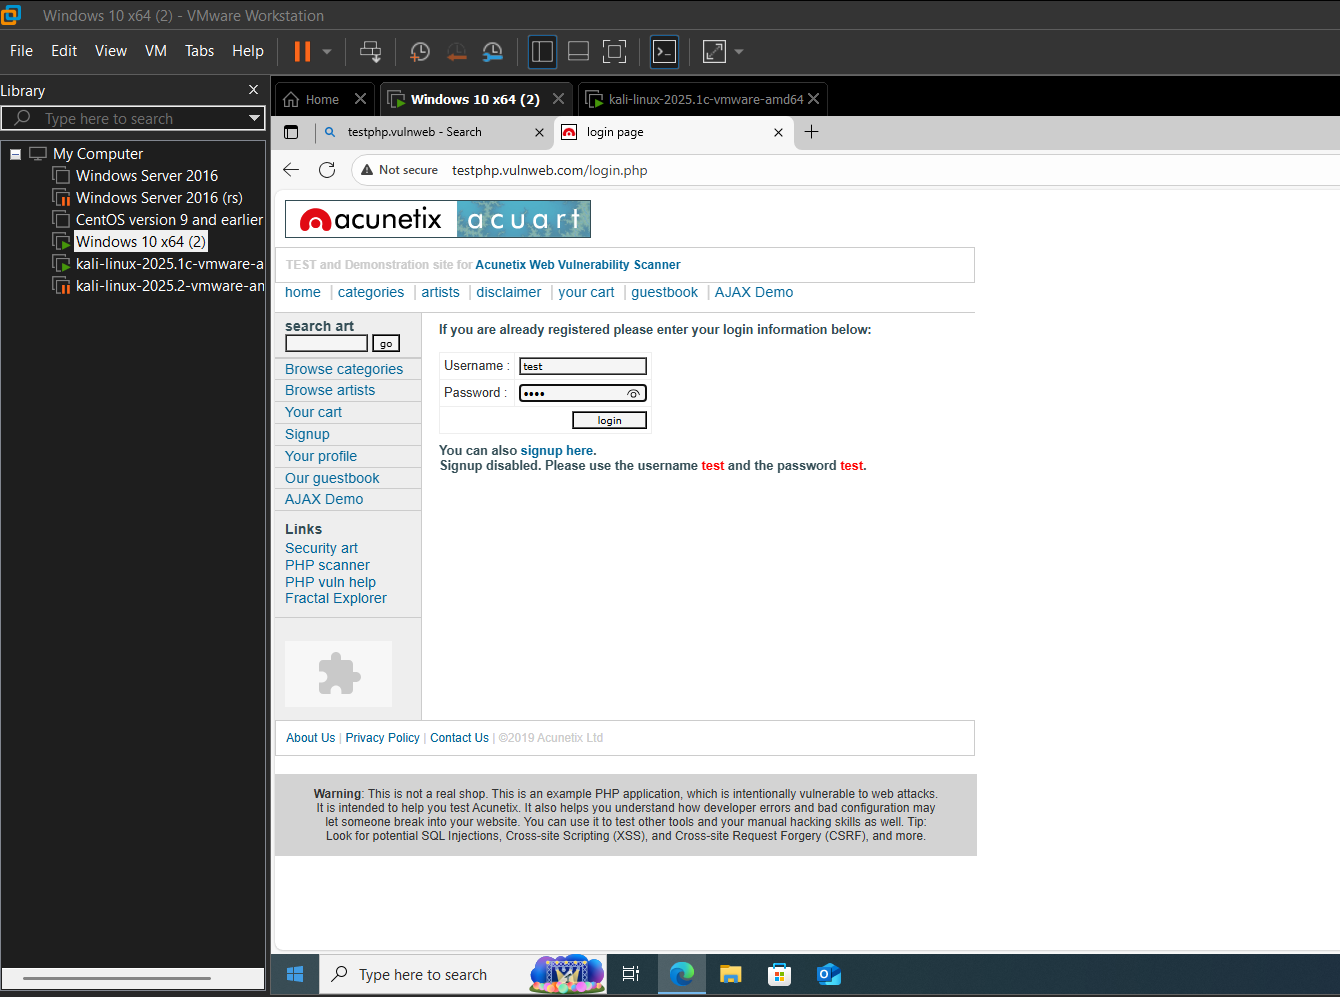 Windows 10 x64 (2) - VMware Workstation
File Edit View VM Tabs Help
Library
Type here to search
My Computer
Windows Server 2016
Windows Server 2016 (rs)
CentOS version 9 and earlier
Windows 10 x64 (2)
kali-linux-2025.1c-vmware-a
kali-linux-2025.2-vmware-an
Home
Windows 10 x64 (2)
kali-linux-2025.1c-vmware-amd64
testphp.vulnweb - Search
login page
Not secure
testphp.vulnweb.com/login.php
acunetix acuart
TEST and Demonstration site for Acunetix Web Vulnerability Scanner
home | categories | artists | disclaimer | your cart | guestbook | AJAX Demo
search art
go
Browse categories
Browse artists
Your cart
Signup
Your profile
Our guestbook
AJAX Demo
Links
Security art
PHP scanner
PHP vuln help
Fractal Explorer
If you are already registered please enter your login information below:
Username : test
Password : ••••
login
You can also signup here.
Signup disabled. Please use the username test and the password test.
About Us | Privacy Policy | Contact Us | ©2019 Acunetix Ltd
Warning: This is not a real shop. This is an example PHP application, which is intentionally vulnerable to web attacks.
It is intended to help you test Acunetix. It also helps you understand how developer errors and bad configuration may
let someone break into your website. You can use it to test other tools and your manual hacking skills as well. Tip:
Look for potential SQL Injections, Cross-site Scripting (XSS), and Cross-site Request Forgery (CSRF), and more.
Type here to search